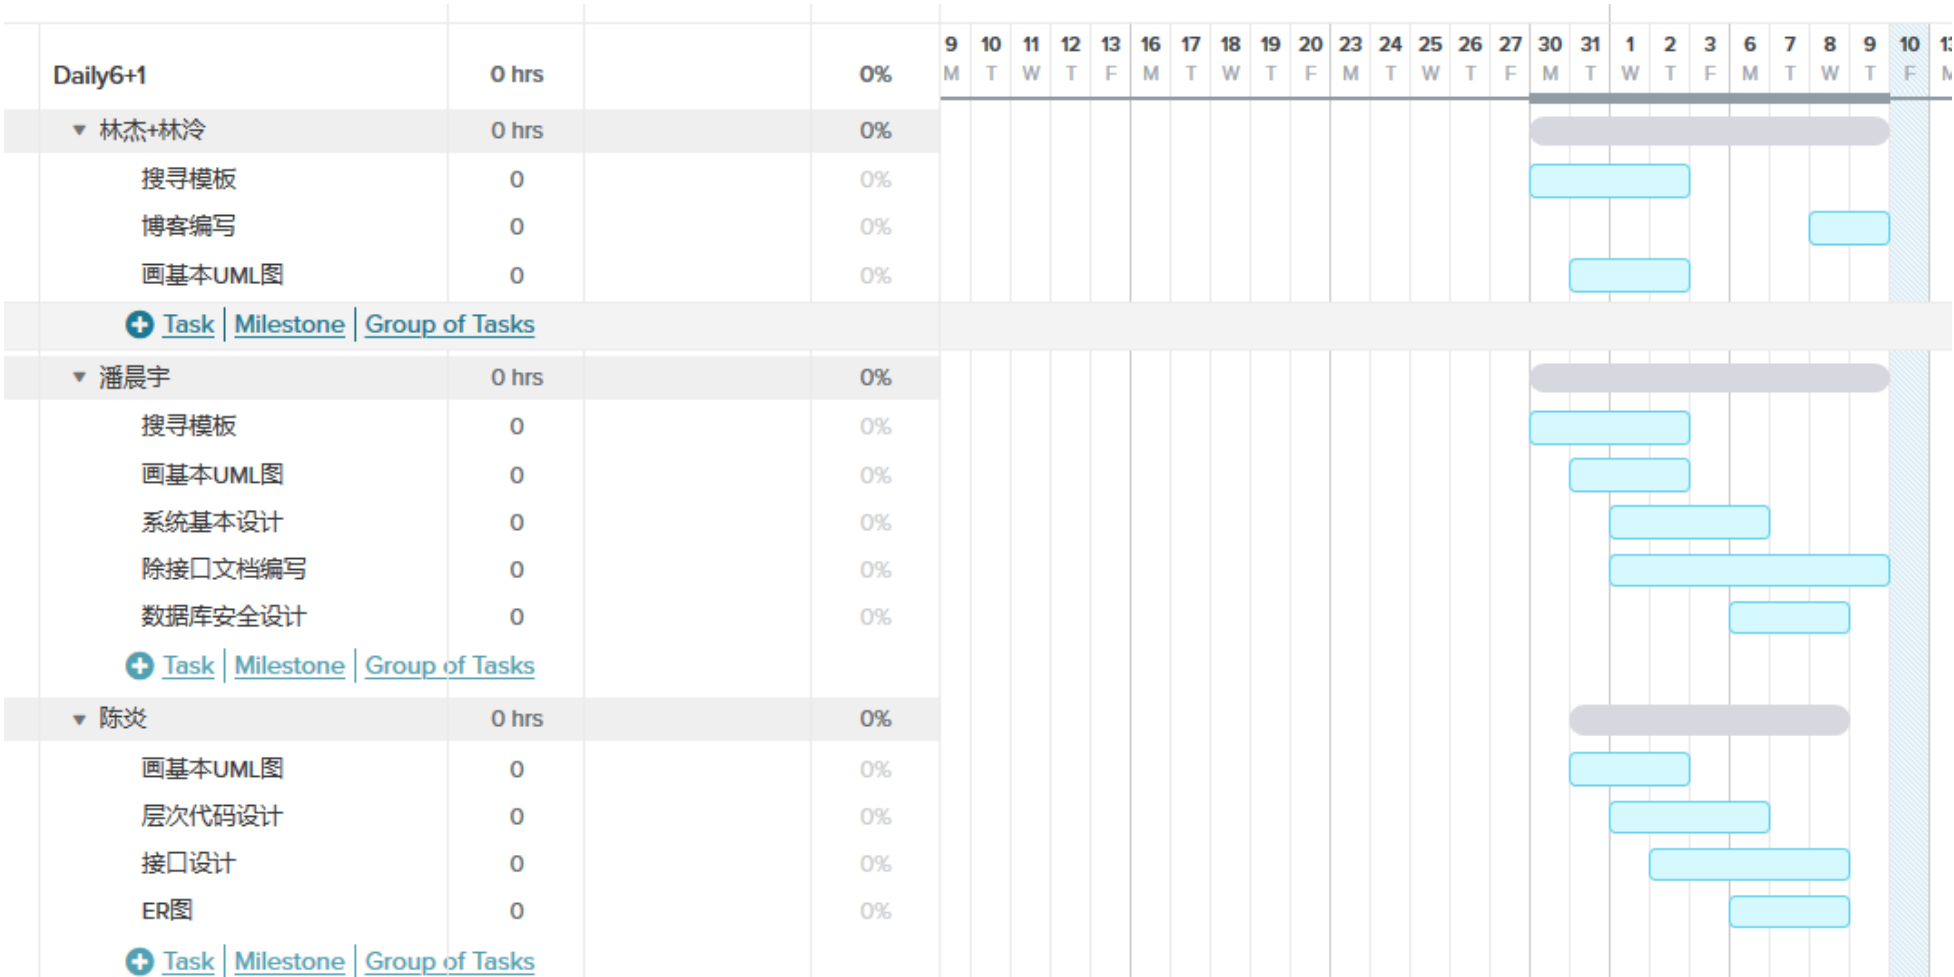 9 10 11 12 13 16 17 18 19 20 23 24 25 26 27 30 31 1 2 3 6 7 8 9 10 13
Daily6+1 0 hrs 0% M T W T F M T W T F M T W T F M T W T F M T W T F M
林杰+林泠 0 hrs 0%
搜寻模板 0 0%
博客编写 0 0%
画基本UML图 0 0%
Task Milestone Group of Tasks
潘晨宇 0 hrs 0%
搜寻模板 0 0%
画基本UML图 0 0%
系统基本设计 0 0%
除接口文档编写 0 0%
数据库安全设计 0 0%
Task Milestone Group of Tasks
陈炎 0 hrs 0%
画基本UML图 0 0%
层次代码设计 0 0%
接口设计 0 0%
ER图 0 0%
Task Milestone Group of Tasks